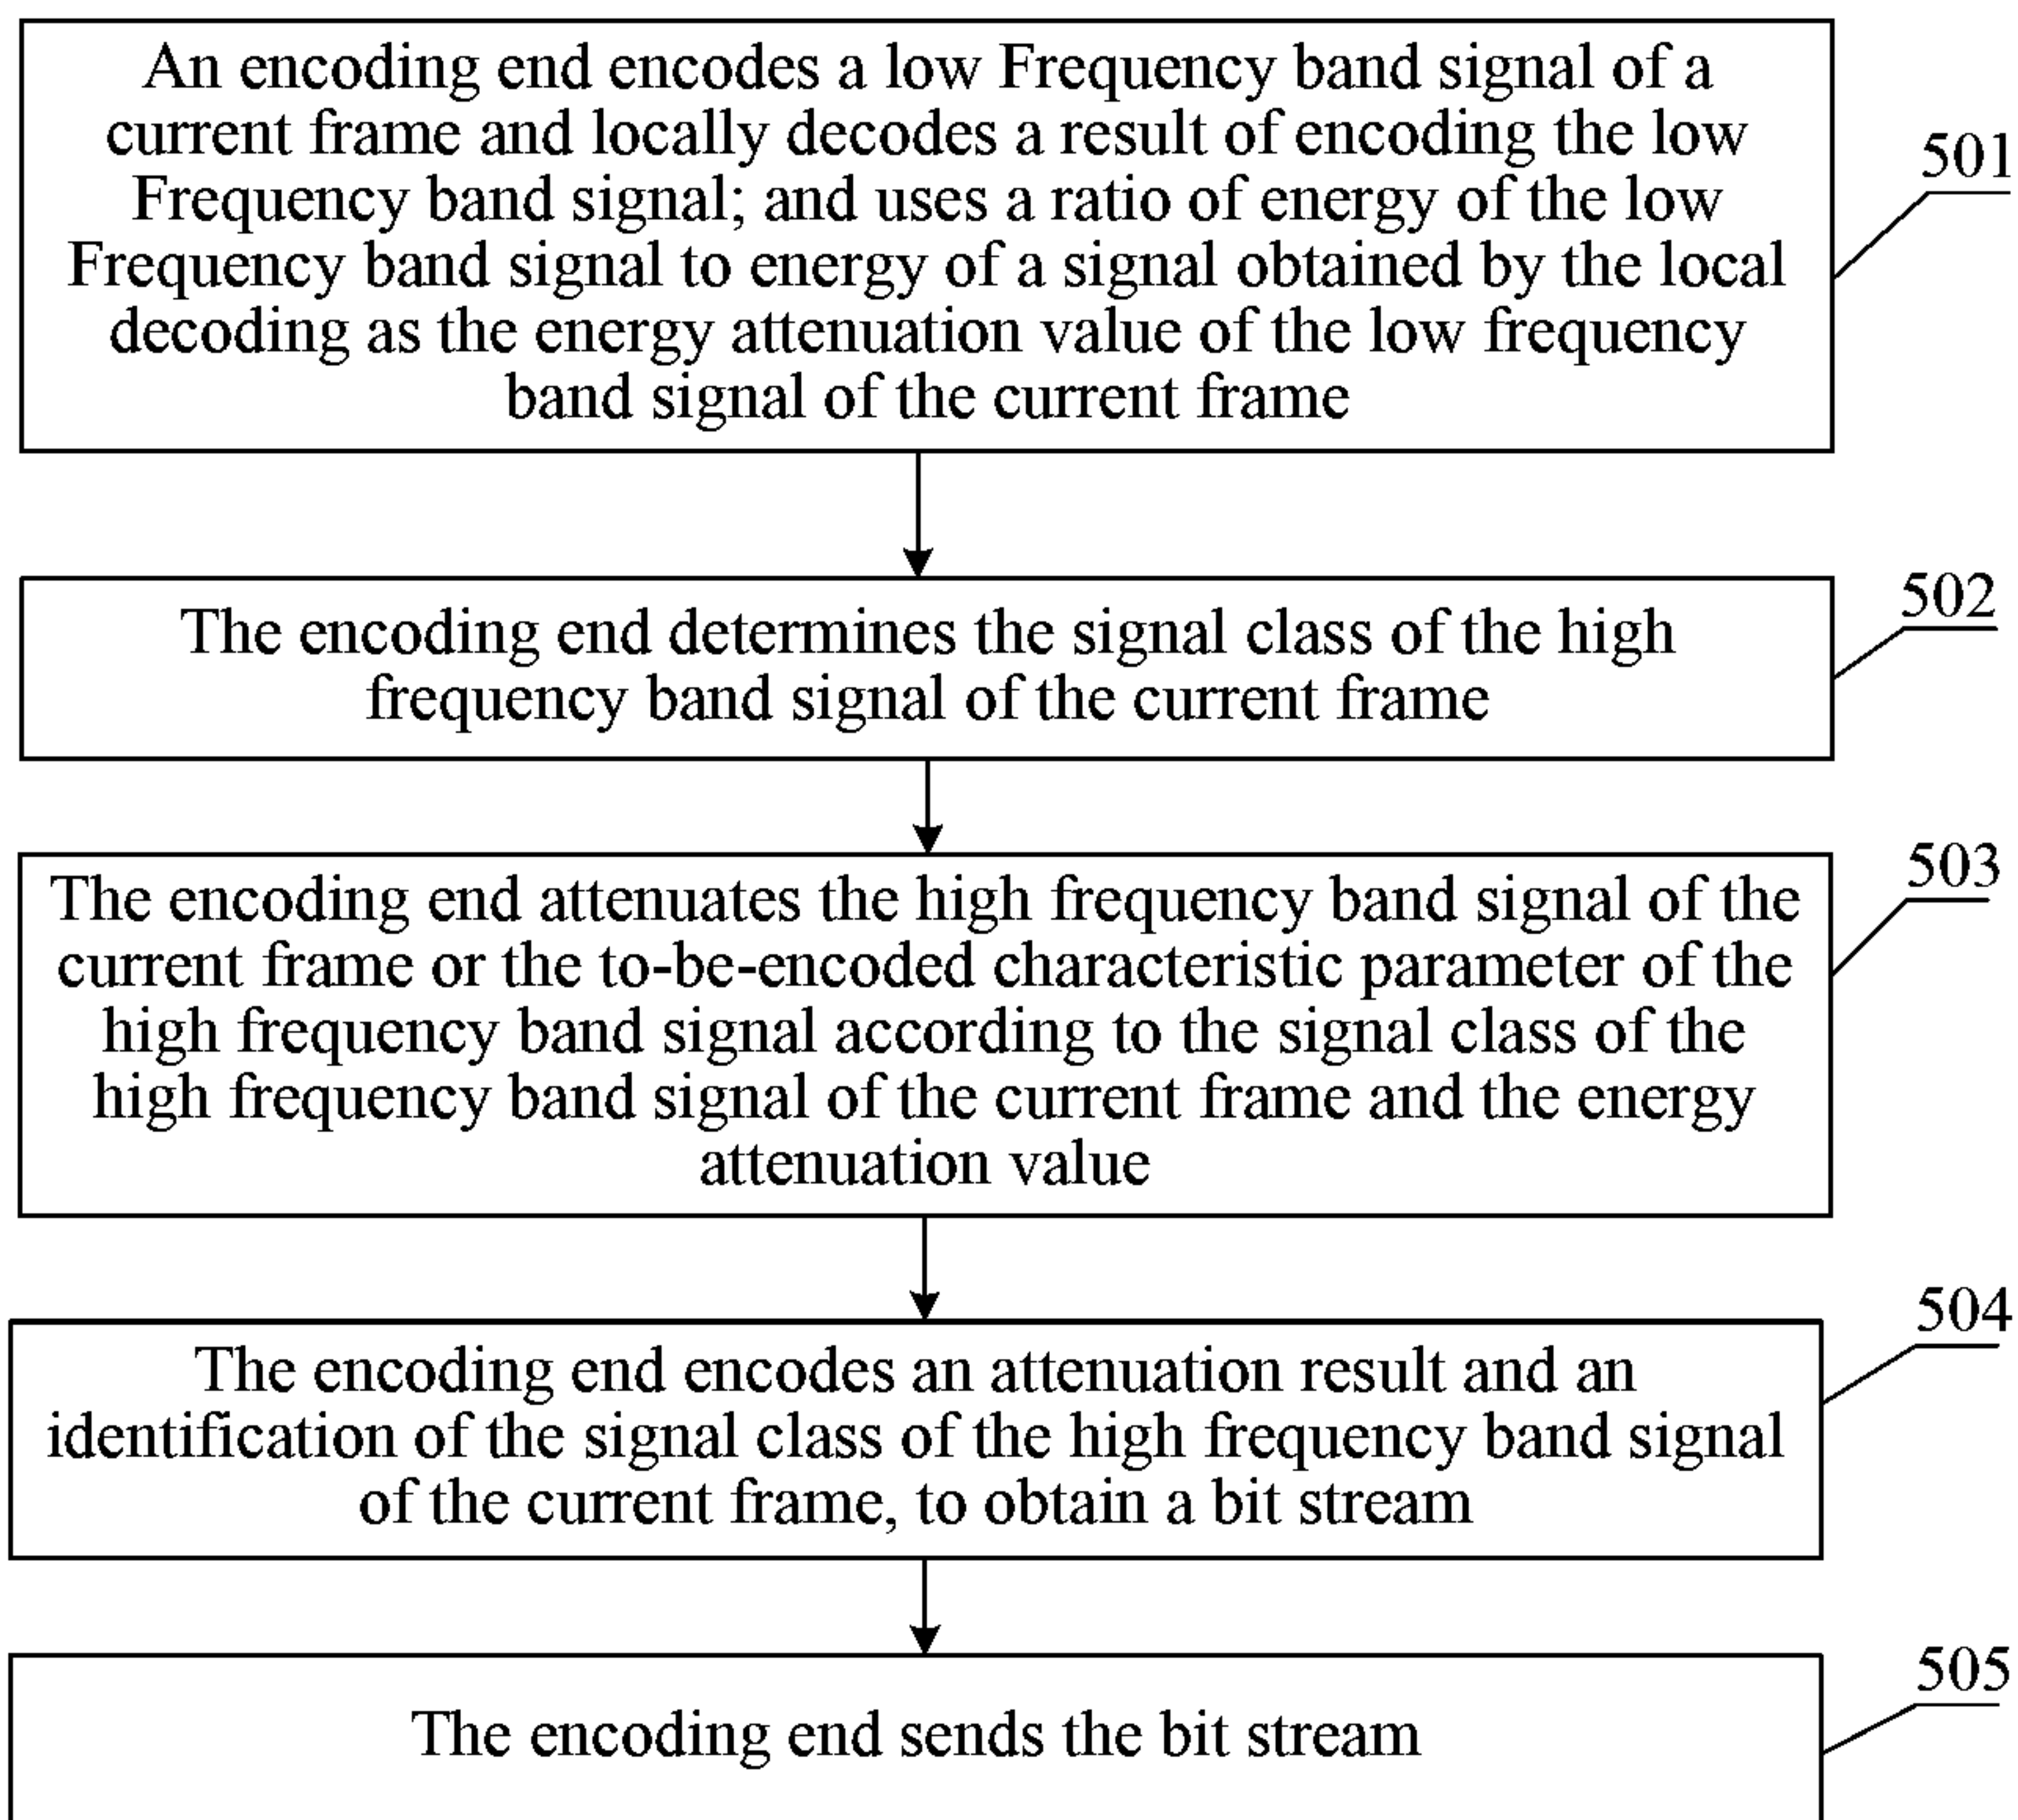 An encoding end encodes a low Frequency band signal of a
current frame and locally decodes a result of encoding the low
Frequency band signal; and uses a ratio of energy of the low
Frequency band signal to energy of a signal obtained by the local
decoding as the energy attenuation value of the low frequency
band signal of the current frame
501
The encoding end determines the signal class of the high
frequency band signal of the current frame
502
The encoding end attenuates the high frequency band signal of the
current frame or the to-be-encoded characteristic parameter of the
high frequency band signal according to the signal class of the
high frequency band signal of the current frame and the energy
attenuation value
503
The encoding end encodes an attenuation result and an
identification of the signal class of the high frequency band signal
of the current frame, to obtain a bit stream
504
The encoding end sends the bit stream
505